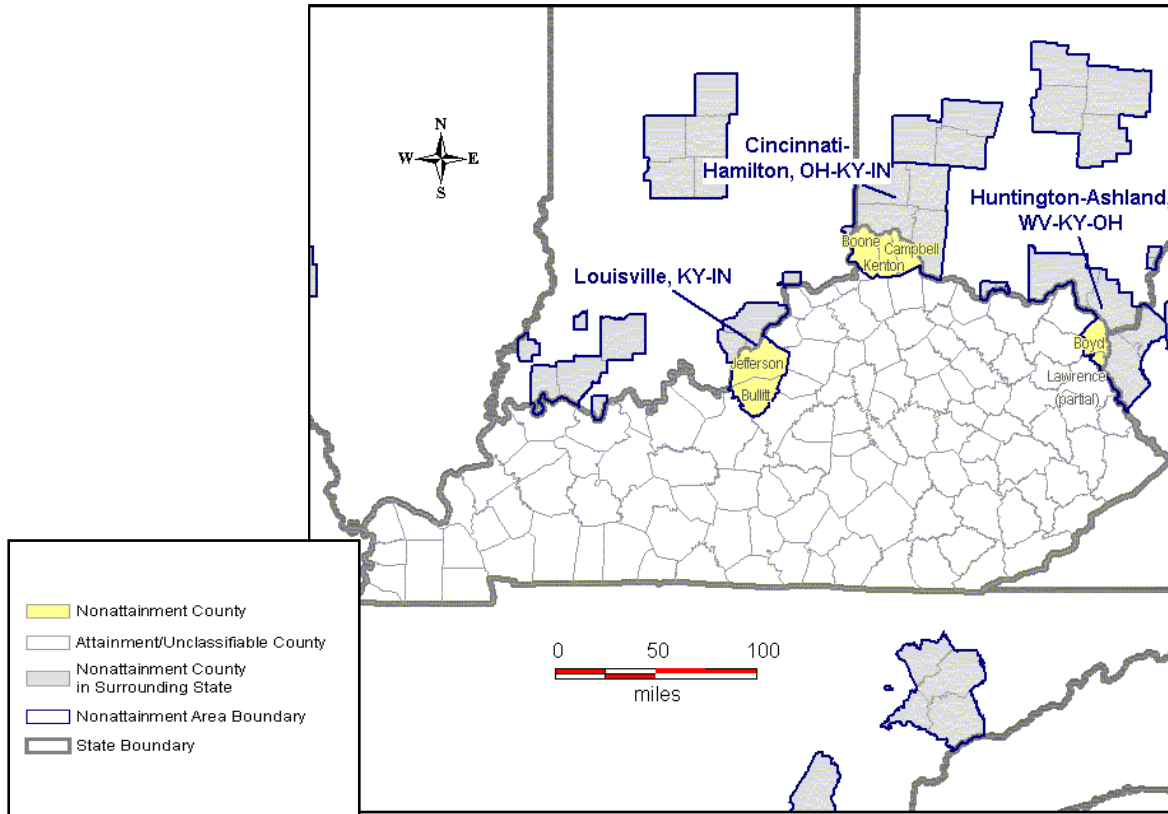 N
W E
S
Cincinnati-
Hamilton, OH-KY-IN
Huntington-Ashland,
WV-KY-OH
Boone
Campbell
Kenton
Louisville, KY-IN
Jefferson
Bullitt
Boyd
Lawrence
(partial)
Nonattainment County
Attainment/Unclassifiable County
Nonattainment County
in Surrounding State
Nonattainment Area Boundary
State Boundary
0 50 100
miles